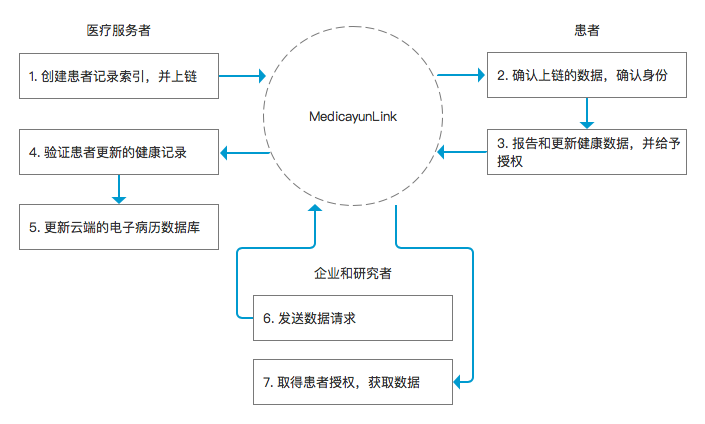 医疗服务者
患者
1. 创建患者记录索引，并上链
2. 确认上链的数据，确认身份
MedicayunLink
4. 验证患者更新的健康记录
3. 报告和更新健康数据，并给予
授权
5. 更新云端的电子病历数据库
企业和研究者
6. 发送数据请求
7. 取得患者授权，获取数据